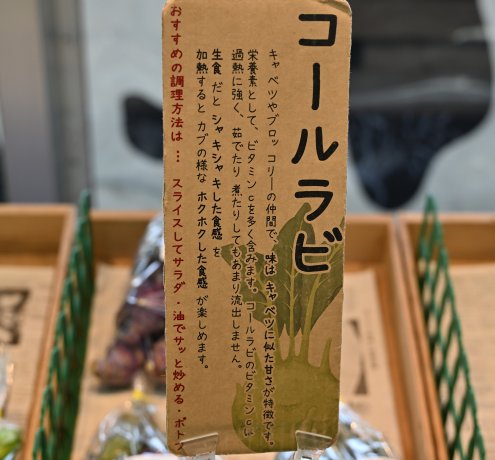 コールラビ
キャベツやブロッコリーの仲間で、味はキャベツに似た甘さが特徴です。
栄養素として、ビタミンCを多く含みます。コールラビのビタミンCは
過熱に強く、茹でたり煮たりしてもあまり流出しません。
生食だとシャキシャキした食感を
加熱するとカブの様なホクホクした食感が楽しめます。
おすすめの調理方法は … スライスしてサラダ・油でサッと炒める・ポトス